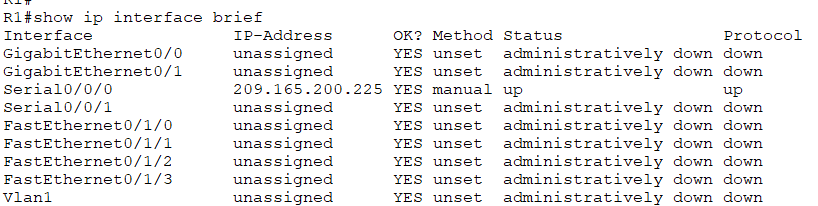 R1#
R1#show ip interface brief
Interface              IP-Address      OK? Method Status                Protocol
GigabitEthernet0/0     unassigned      YES unset  administratively down down
GigabitEthernet0/1     unassigned      YES unset  administratively down down
Serial0/0/0            209.165.200.225 YES manual up                    up
Serial0/0/1            unassigned      YES unset  administratively down down
FastEthernet0/1/0      unassigned      YES unset  administratively down down
FastEthernet0/1/1      unassigned      YES unset  administratively down down
FastEthernet0/1/2      unassigned      YES unset  administratively down down
FastEthernet0/1/3      unassigned      YES unset  administratively down down
Vlan1                  unassigned      YES unset  administratively down down